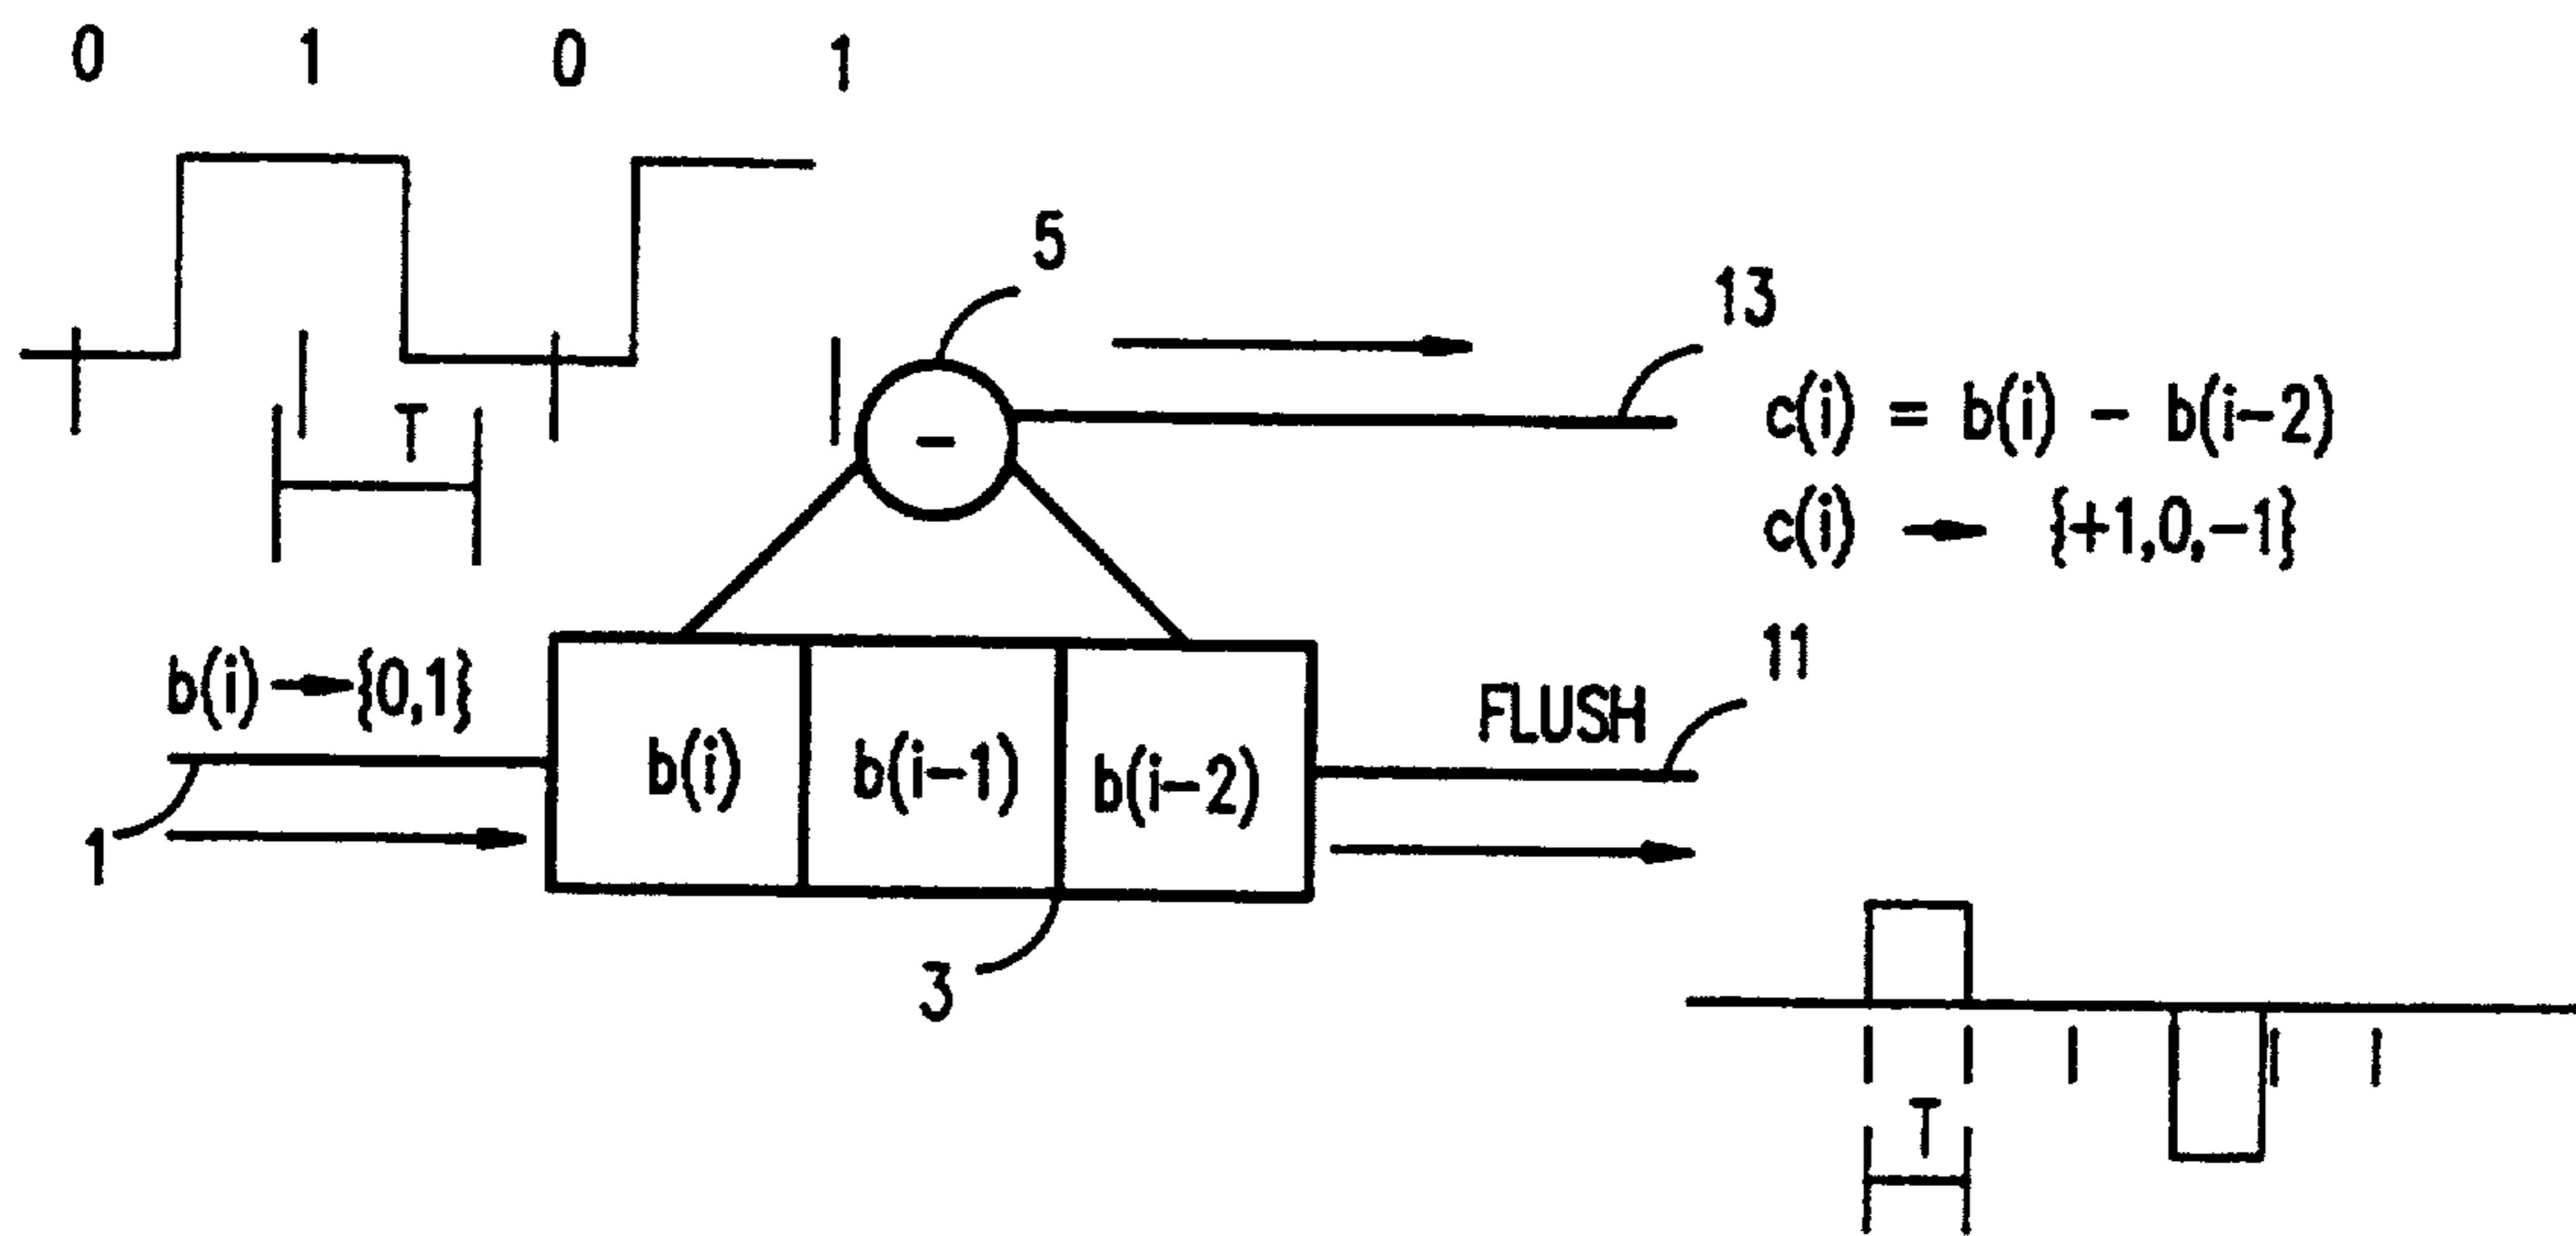 0 1 0 1
5
13
c(i) = b(i) - b(i-2)
T
c(i) → {+1,0,-1}
11
b(i)→{0,1}
FLUSH
b(i) b(i-1) b(i-2)
1
3
T